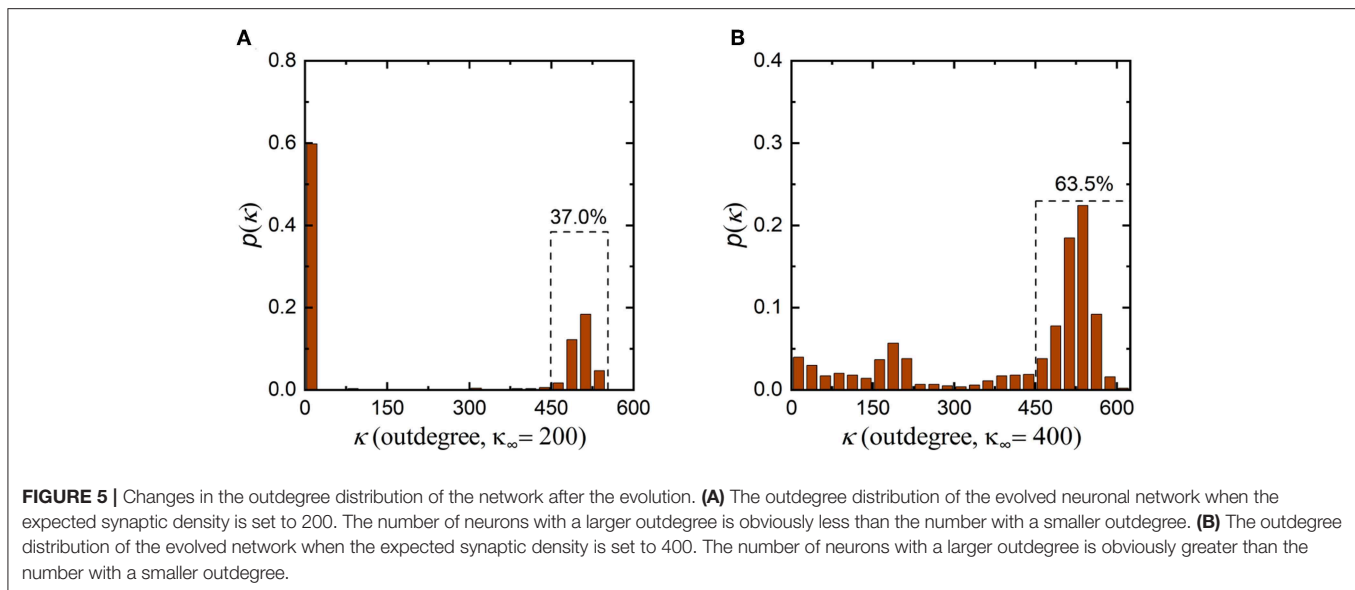 A
B
0.8
0.6
0.4
0.2
0.0
p(κ)
37.0%
0 150 300 450 600
κ (outdegree, κ∞= 200)
0.4
0.3
0.2
0.1
0.0
p(κ)
63.5%
0 150 300 450 600
κ (outdegree, κ∞= 400)
FIGURE 5 | Changes in the outdegree distribution of the network after the evolution. (A) The outdegree distribution of the evolved neuronal network when the
expected synaptic density is set to 200. The number of neurons with a larger outdegree is obviously less than the number with a smaller outdegree. (B) The outdegree
distribution of the evolved network when the expected synaptic density is set to 400. The number of neurons with a larger outdegree is obviously greater than the
number with a smaller outdegree.